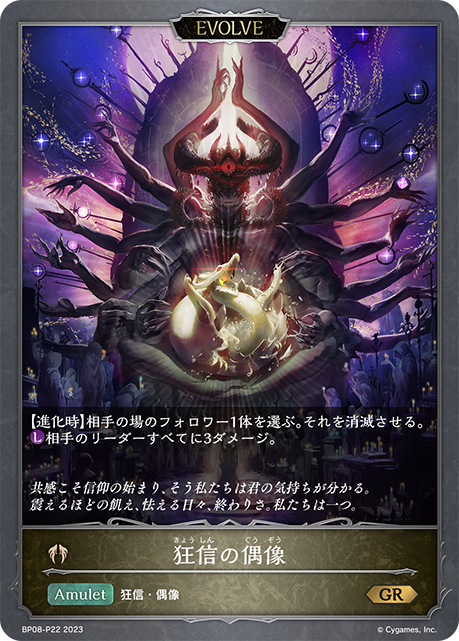 EVOLVE
【進化時】相手の場のフォロワー1体を選ぶ。それを消滅させる。
し 相手のリーダーすべてに3ダメージ。
共感こそ信仰の始まり、そう私たちは君の気持ちが分かる。
震えるほどの飢え、怯える日々。終わりさ。私たちは一つ。
きょう しん ぐう ぞう
狂信の偶像
Amulet 狂信・偶像 GR
BP08-P22 2023 © Cygames, Inc.